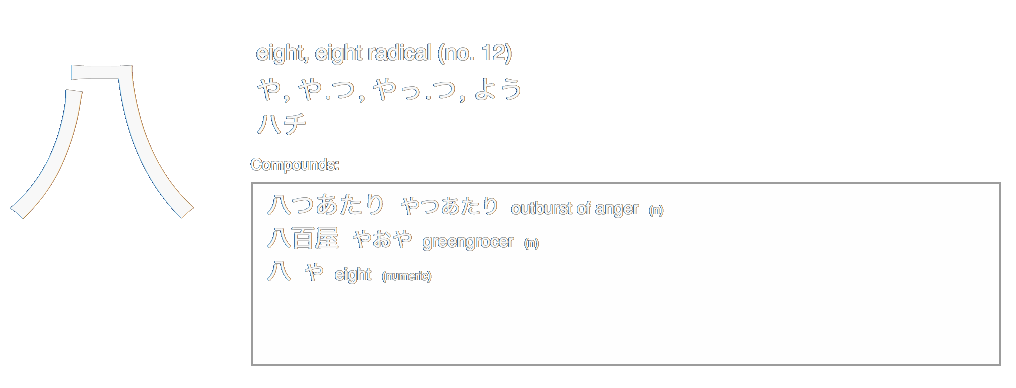 八
eight, eight radical (no. 12)
や, や.つ, やっ.つ, よう
ハチ
Compounds:
八つあたり やつあたり outburst of anger (n)
八百屋 やおや greengrocer (n)
八 や eight (numeric)